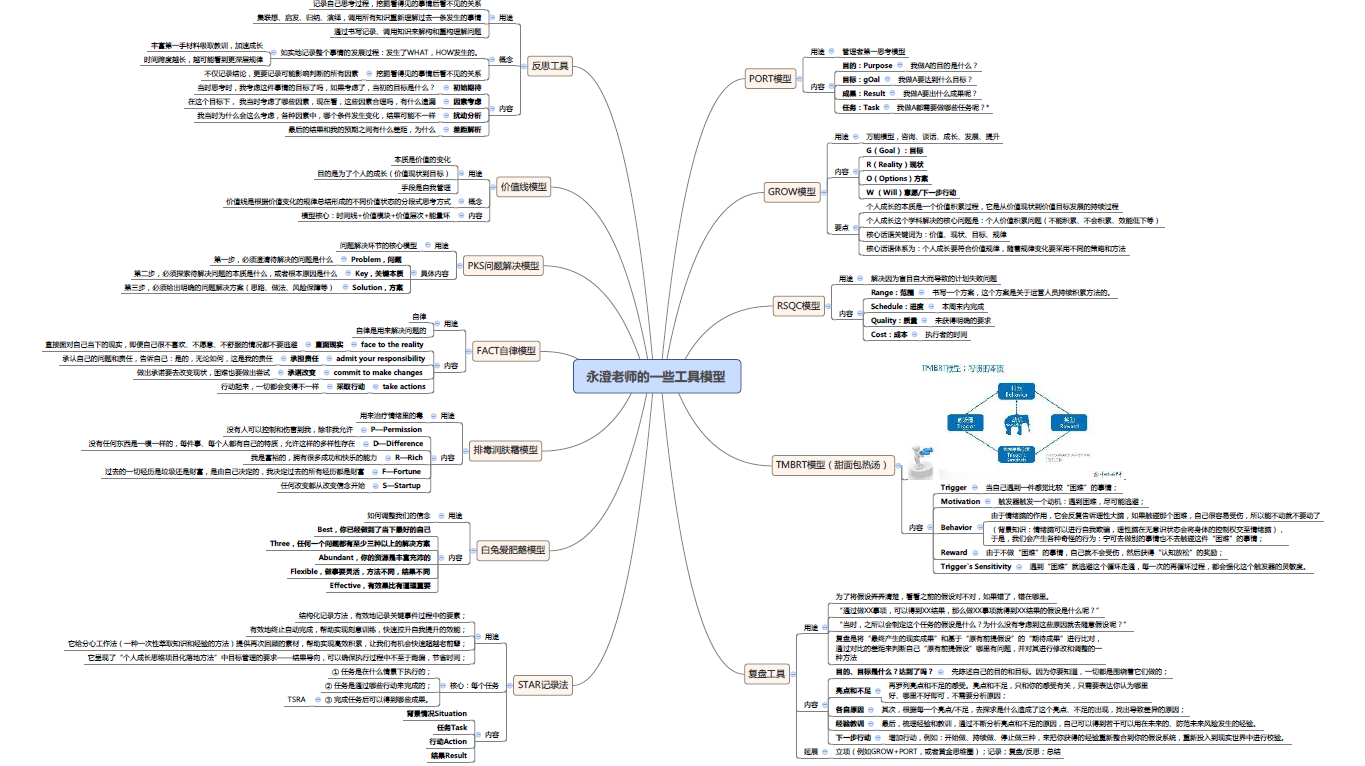 永澄老师的一些工具模型
反思工具
用途
记录自己思考过程，挖掘看得见的事情后看不见的关系
集联想、启发、归纳、演绎，调用所有知识重新理解过去一条发生的事情
通过书写记录、调用知识来解构和重构理解问题
概念
如实地记录整个事情的发展过程：发生了WHAT，HOW发生的。
丰富第一手材料吸取教训，加速成长
时间跨度越长，越可能看到更深层规律
挖掘看得见的事情后看不见的关系
不仅记录结论，更要记录可能影响判断的所有因素
内容
初始期待
当时思考时，我考虑这件事情的目标了吗，如果考虑了，当初的目标是什么？
因素考虑
在这个目标下，我当时考虑了哪些因素，现在看，这些因素合理吗，有什么遗漏
扰动分析
我当时为什么会这么考虑，各种因素中，哪个条件发生变化，结果可能不一样
差距解析
最后的结果和我的预期之间有什么差距，为什么
价值线模型
用途
本质是价值的变化
目的是为了个人的成长（价值现状到目标）
手段是自我管理
概念
价值线是根据价值变化的规律总结形成的不同价值状态的分段式思考方式
内容
模型核心：时间线+价值模块+价值层次+能量环
PKS问题解决模型
用途
问题解决环节的核心模型
具体内容
Problem，问题
第一步，必须澄清待解决的问题是什么
Key，关键本质
第二步，必须探索待解决问题的本质是什么，或者根本原因是什么
Solution，方案
第三步，必须给出明确的问题解决方案（思路、做法、风险保障等）
FACT自律模型
用途
自律
自律是用来解决问题的
内容
face to the reality
直面现实
直接面对自己当下的现实，即便自己很不喜欢、不愿意、不舒服的情况都不要逃避
admit your responsibility
承担责任
承认自己的问题和责任，告诉自己：是的，无论如何，这是我的责任
commit to make changes
承诺改变
做出承诺要去改变现状，困难也要做出尝试
take actions
采取行动
行动起来，一切都会变得不一样
排毒润肤霜模型
用途
用来治疗情绪里的毒
内容
P—Permission
没有人可以控制和伤害到我，除非我允许
D—Difference
没有任何东西是一模一样的，每件事、每个人都有自己的特质，允许这样的多样性存在
R—Rich
我是富裕的，拥有很多成功和快乐的能力
F—Fortune
过去的一切经历是垃圾还是财富，是由自己决定的，我决定过去的所有经历都是财富
S—Startup
任何改变都从改变信念开始
白兔爱肥鹅模型
用途
如何调整我们的信念
内容
Best，你已经做到了当下最好的自己
Three，任何一个问题都有至少三种以上的解决方案
Abundant，你的资源是丰富充沛的
Flexible，做事要灵活，方法不同，结果不同
Effective，有效果比有道理重要
STAR记录法
用途
结构化记录方法，有效地记录关键事件过程中的要素；
有效地终止自动完成，帮助实现刻意训练，快速拉升自我提升的效能；
它给分心工作法（一种一次性萃取知识和经验的方法）提供再次回顾的素材，帮助实现高效积累，让我们有机会快速超越老前辈；
它呈现了“个人成长思维项目化落地方法”中目标管理的要求——结果导向，可以确保执行过程中不至于跑偏，节省时间；
核心：每个任务
① 任务是在什么情景下执行的；
② 任务是通过哪些行动来完成的；
③ 完成任务后可以得到哪些成果。
TSRA
内容
背景情况Situation
任务Task
行动Action
结果Result
PORT模型
用途
管理者第一思考模型
内容
目的：Purpose
我做A的目的是什么？
目标：gOal
我做A要达到什么目标？
成果：Result
我做A要出什么成果呢？
任务：Task
我做A都需要做哪些任务呢？*
GROW模型
用途
万能模型，咨询、谈话、成长、发展、提升
内容
G（Goal）：目标
R（Reality）现状
O（Options）方案
W （Will）意愿/下一步行动
要点
个人成长的本质是一个价值积累过程，它是从价值现状到价值目标发展的持续过程
个人成长这个学科解决的核心问题是：个人价值积累问题（不能积累、不会积累、效能低下等）
核心话语关键词为：价值、现状、目标、规律
核心话语体系为：个人成长要符合价值规律，随着规律变化要采用不同的策略和方法
RSQC模型
用途
解决因为盲目自大而导致的计划失败问题
内容
Range：范围
书写一个方案，这个方案是关于运营人员持续积累方法的。
Schedule：进度
本周末内完成
Quality：质量
未获得明确的要求
Cost：成本
执行者的时间
TMBRT模型（甜面包热汤）
Behavior
Trigger
Reward
内容
Trigger
当自己遇到一件感觉比较“困难”的事情；
Motivation
触发器触发一个动机：遇到困难，尽可能逃避；
Behavior
由于情绪脑的作用，它会反复告诉理性大脑，如果触碰那个困难，自己很容易受伤，所以能不动就不要动了
（背景知识：情绪脑可以进行自我欺骗，理性脑在无意识状态会将身体的控制权交至情绪脑），
于是，我们会产生各种奇怪的行为：宁可去做别的事情也不去触碰这件“困难”的事情；
Reward
由于不做“困难”的事情，自己就不会受伤，然后获得“认知放松”的奖励；
Trigger`s Sensitivity
遇到“困难”就逃避这个循环走通，每一次的再循环过程，都会强化这个触发器的灵敏度。
复盘工具
用途
为了将假设弄弄清楚，看看之前的假设对不对，如果错了，错在哪里。
“通过做XX事项，可以得到XX结果，那么做XX事项就得到XX结果的假设是什么呢？”
“当时，之所以会制定这个任务的假设是什么？为什么没有考虑到这些原因就去随意假设呢？”
复盘是将“最终产生的现实成果”和基于“原有前提假设”的“期待成果”进行比对，
通过对比的差距来判断自己“原有前提假设”哪里有问题，并对其进行修改和调整的一
种方法
内容
目的、目标是什么？达到了吗？
先陈述自己的目的和目标。因为你要知道，一切都是围绕着它们做的；
亮点和不足
再罗列亮点和不足的感受。亮点和不足，只和你的感受有关，只需要表达你认为哪里
好、哪里不好即可，不需要分析原因；
各自原因
其次，根据每一个亮点/不足，去探求是什么造成了这个亮点、不足的出现，找出导致差异的原因；
经验教训
最后，梳理经验和教训，通过不断分析亮点和不足的原因，自己可以得到若干可以用在未来的、防范未来风险发生的经验。
下一步行动
增加行动，例如：开始做、持续做、停止做三种，来把你获得的经验重新整合到你的假设系统，重新投入到现实世界中进行校验。
延展
立项（例如GROW+PORT，或者黄金思维圈）；记录；复盘/反思；总结